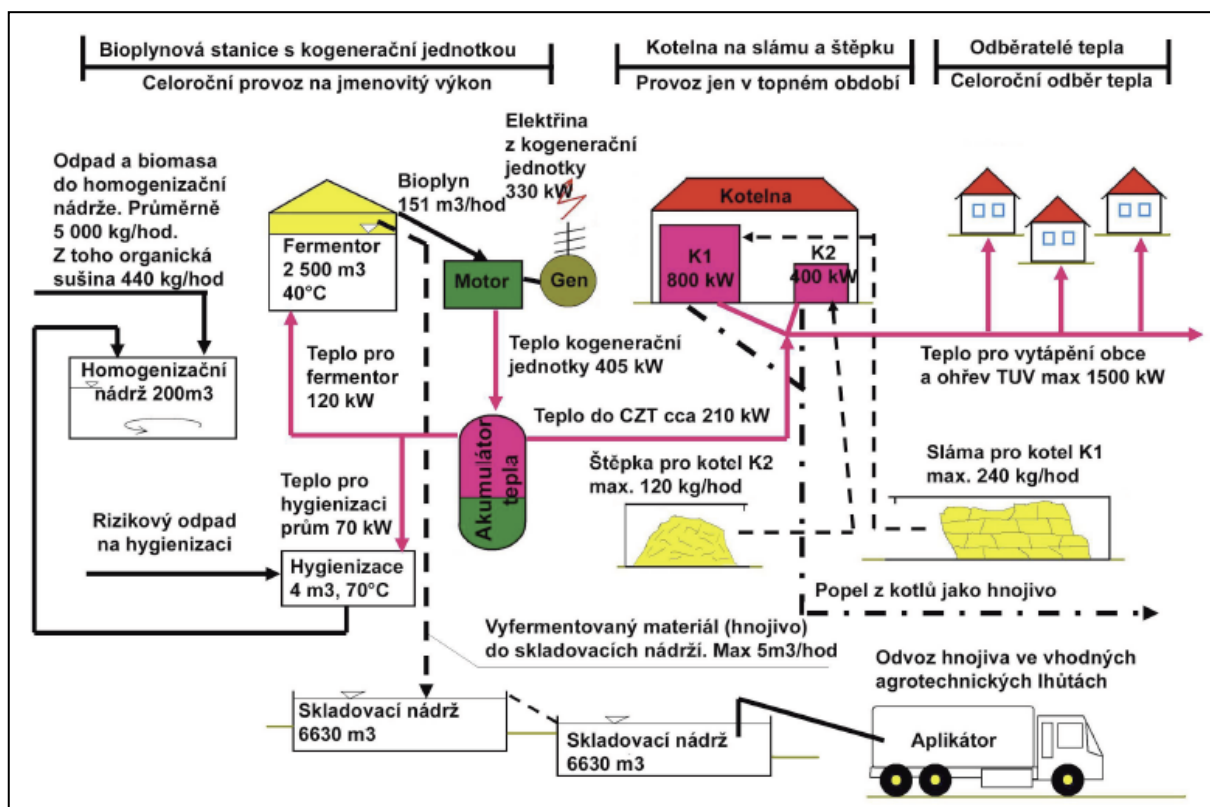 Bioplynová stanice s kogenerační jednotkou
Celoroční provoz na jmenovitý výkon
Kotelna na slámu a štěpku
Provoz jen v topném období
Odběratelé tepla
Celoroční odběr tepla
Odpad a biomasa
do homogenizační
nádrže. Průměrně
5 000 kg/hod.
Z toho organická
sušina 440 kg/hod
Bioplyn
151 m3/hod
Elektřina
z kogenerační
jednotky
330 kW
Fermentor
2 500 m3
40°C
Motor
Gen
Kotelna
K1
800 kW
K2
400 kW
Homogenizační
nádrž 200m3
Teplo pro
fermentor
120 kW
Teplo kogenerační
jednotky 405 kW
Teplo pro vytápění obce
a ohřev TUV max 1500 kW
Akumulátor
tepla
Teplo do CZT cca 210 kW
Štěpka pro kotel K2
max. 120 kg/hod
Sláma pro kotel K1
max. 240 kg/hod
Teplo pro
hygienizaci
prům 70 kW
Rizikový odpad
na hygienizaci
Hygienizace
4 m3, 70°C
Popel z kotlů jako hnojivo
Vyfermentovaný materiál (hnojivo)
do skladovacích nádrží. Max 5m3/hod
Odvoz hnojiva ve vhodných
agrotechnických lhůtách
Skladovací nádrž
6630 m3
Skladovací nádrž
6630 m3
Aplikátor